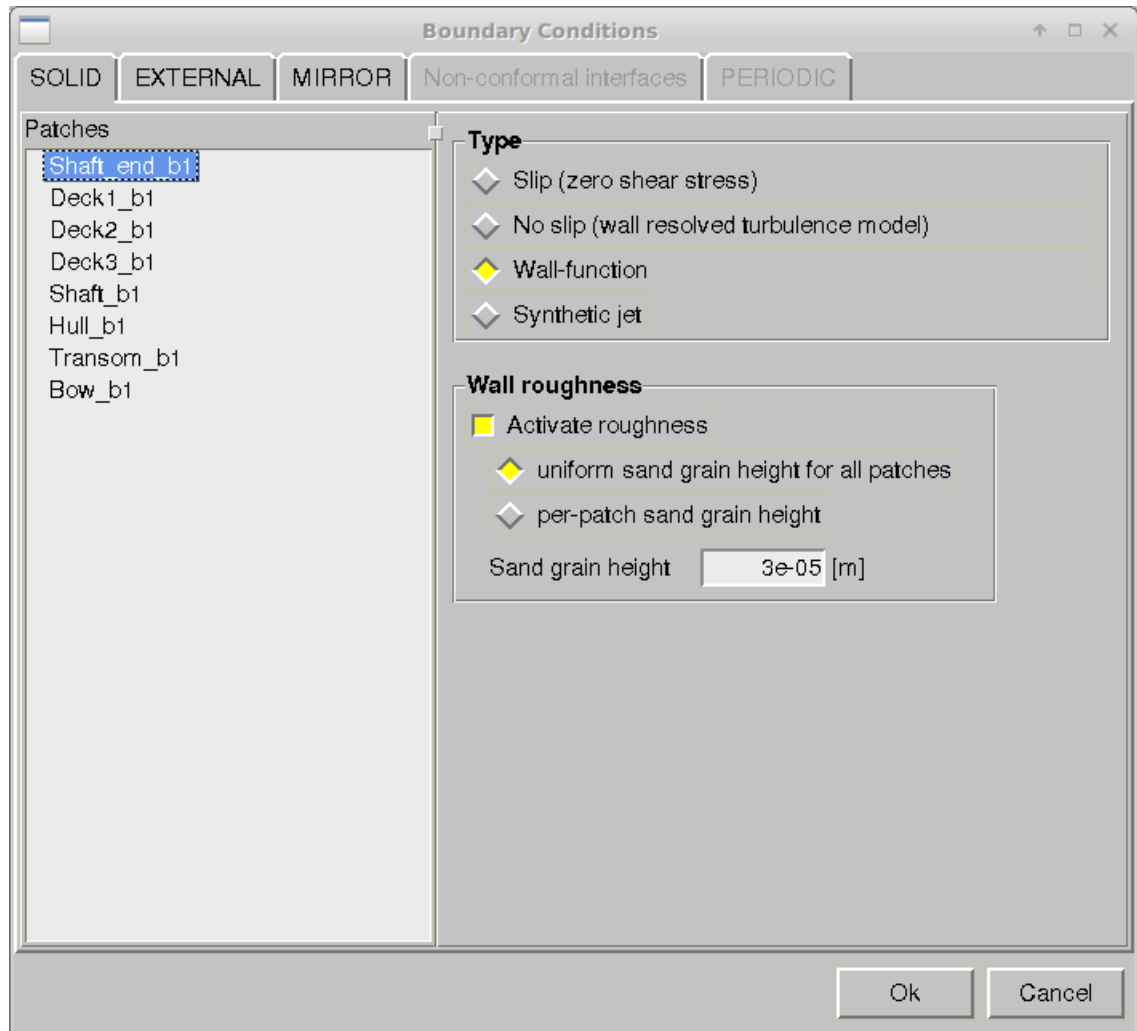 Boundary Conditions
SOLID EXTERNAL MIRROR Non-conformal interfaces PERIODIC
Patches
Shaft_end_b1
Deck1_b1
Deck2_b1
Deck3_b1
Shaft_b1
Hull_b1
Transom_b1
Bow_b1
Type
Slip (zero shear stress)
No slip (wall resolved turbulence model)
Wall-function
Synthetic jet
Wall roughness
Activate roughness
uniform sand grain height for all patches
per-patch sand grain height
Sand grain height 3e-05 [m]
Ok Cancel